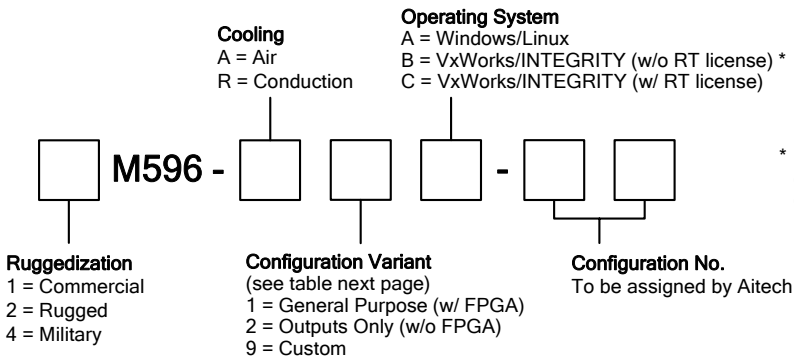 Operating System
A = Windows/Linux
B = VxWorks/INTEGRITY (w/o RT license) *
C = VxWorks/INTEGRITY (w/ RT license)
Cooling
A = Air
R = Conduction
M596 - -
*
Ruggedization
1 = Commercial
2 = Rugged
4 = Military
Configuration Variant
(see table next page)
1 = General Purpose (w/ FPGA)
2 = Outputs Only (w/o FPGA)
9 = Custom
Configuration No.
To be assigned by Aitech